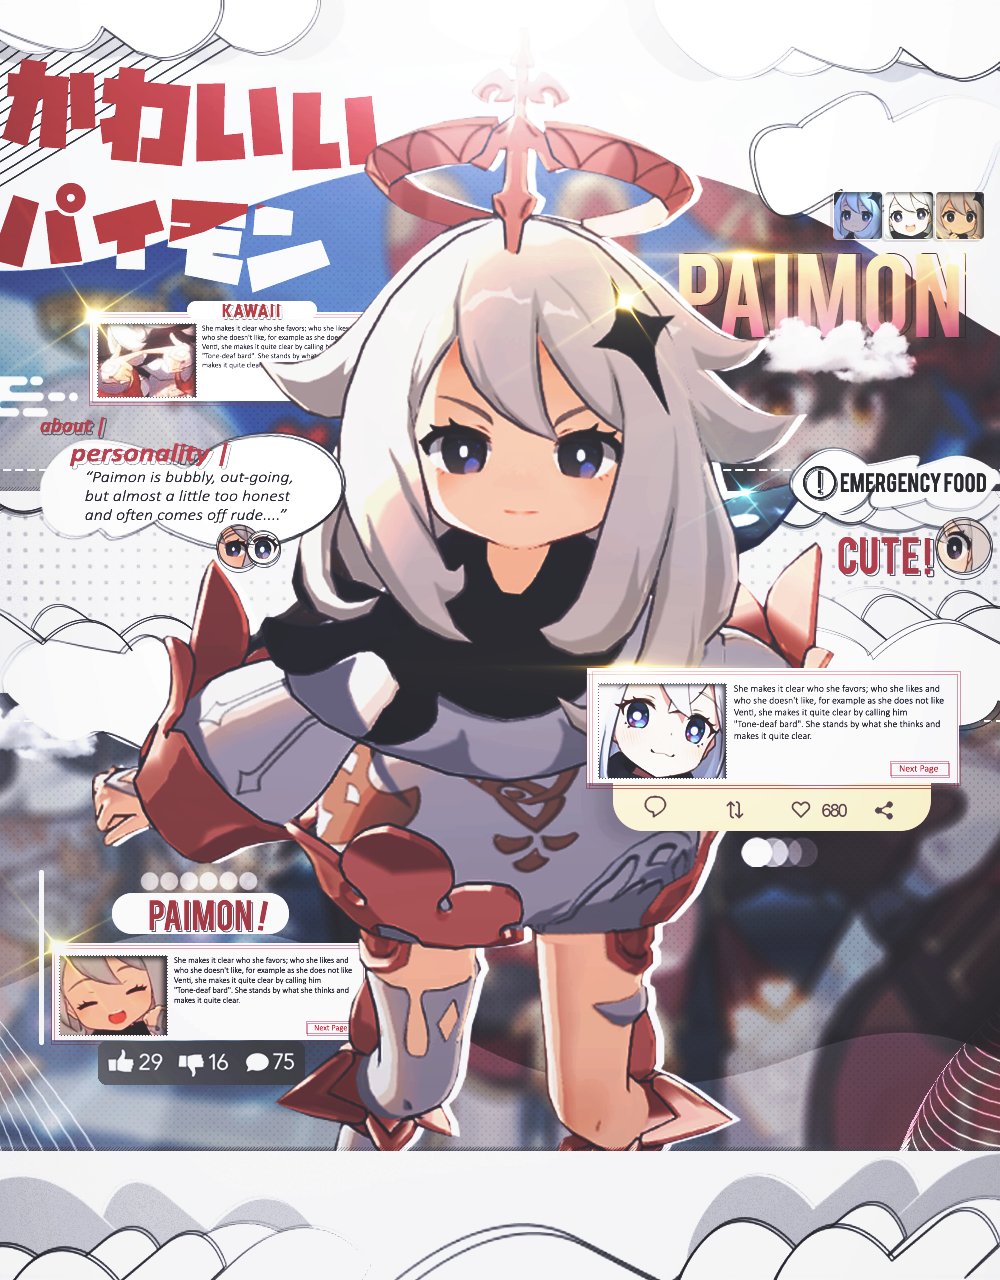 かわいい
パイモン
PAIMON
KAWAII
She makes it clear who she favors; who she likes
who she doesn't like, for example as she does
Venti, she makes it quite clear by calling
"Tone-deaf bard". She stands by what
makes it quite clear
about |
personality |
“Paimon is bubbly, out-going,
but almost a little too honest
and often comes off rude....”
EMERGENCY FOOD
CUTE!
She makes it clear who she favors; who she likes and
who she doesn't like, for example as she does not like
Venti, she makes it quite clear by calling him
"Tone-deaf bard". She stands by what she thinks and
makes it quite clear.
Next Page
680
PAIMON!
She makes it clear who she favors; who she likes and
who she doesn't like, for example as she does not like
Venti, she makes it quite clear by calling him
"Tone-deaf bard". She stands by what she thinks and
makes it quite clear.
Next Page
29 16 75